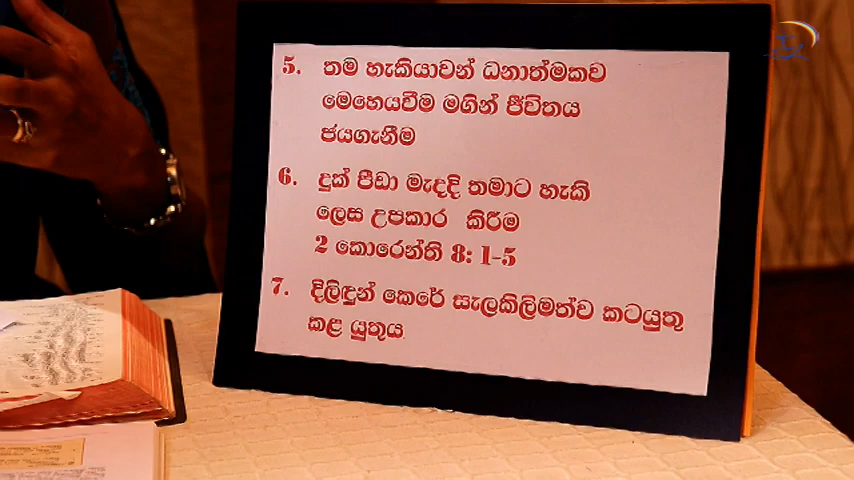 5. තම හැකියාවන් ධනාත්මකව
මෙහෙයවීම මගින් ජීවිතය
ජයගැනීම
6. දුක් පීඩා මැදදි තමාට හැකි
ලෙස උපකාර කිරීම
2 කොරෙන්ති 8: 1-5
7. දිලිඳුන් කෙරේ සැලකිලිමත්ව කටයුතු
කළ යුතුය